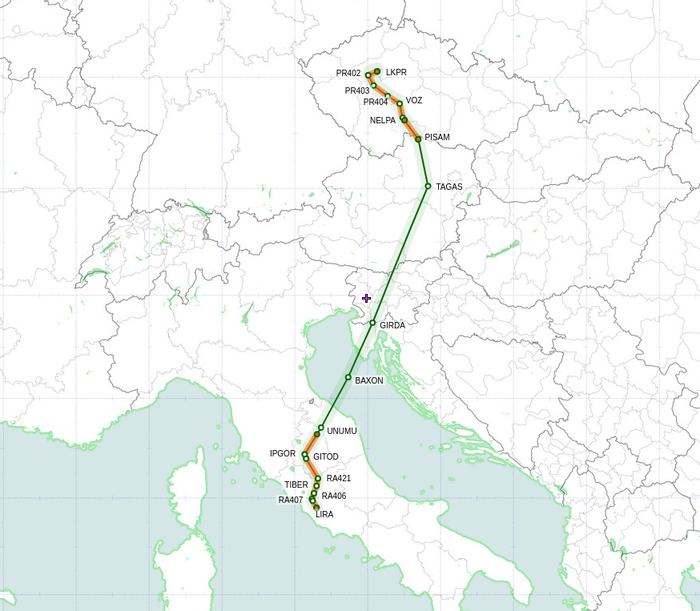 PR402
LKPR
PR403
PR404
VOZ
NELPA
PISAM
TAGAS
GIRDA
BAXON
UNUMU
IPGOR
GITOD
RA421
TIBER
RA407
RA406
LIRA